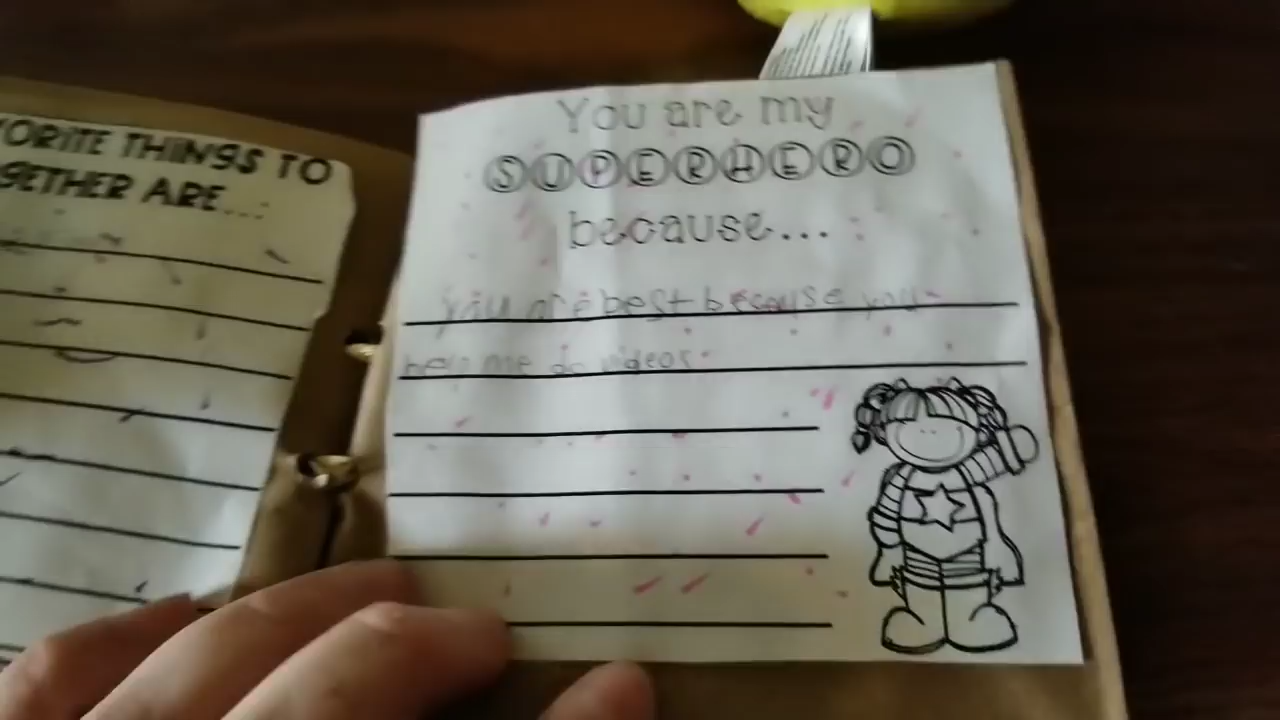 ORITE THINGS TO
GETHER ARE...
You are my
SUPERHERO
because...
you are best because you
help me do videos